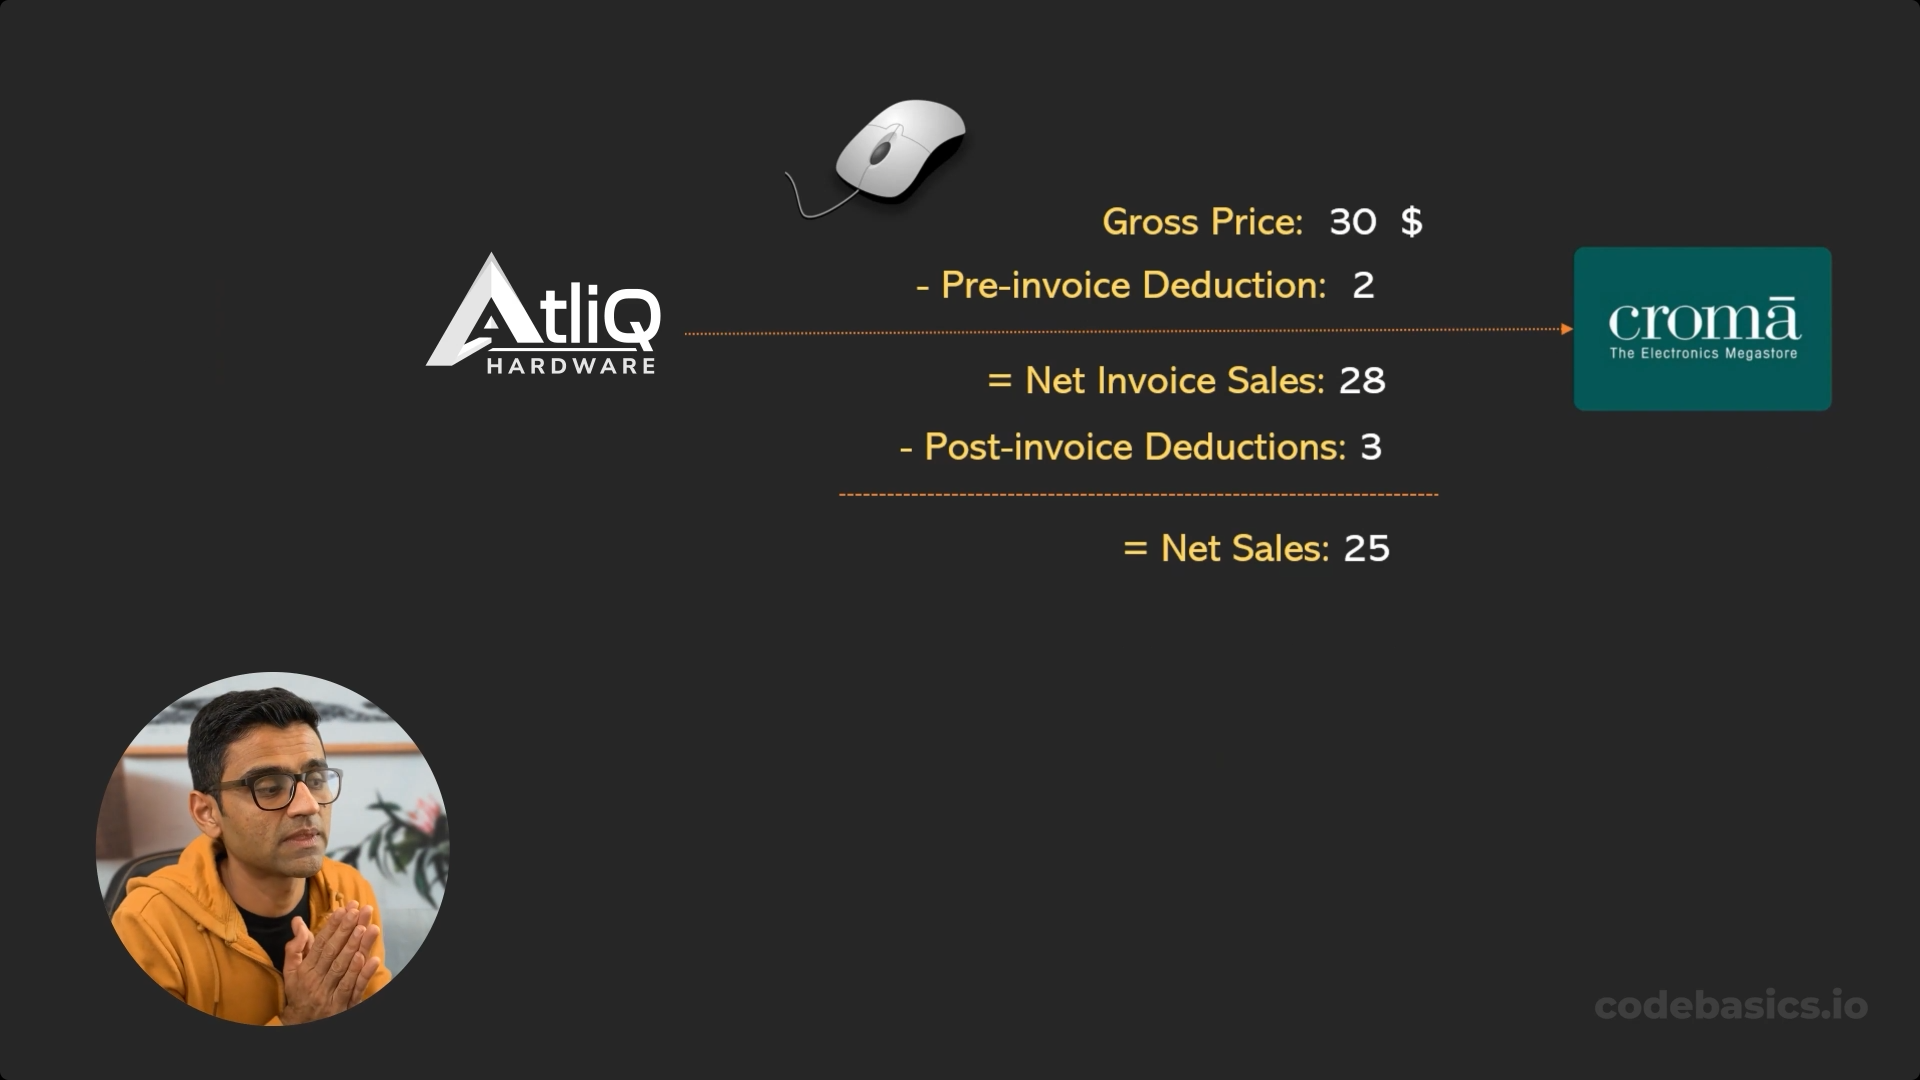 Gross Price: 30 $
- Pre-invoice Deduction: 2
AtliQ
HARDWARE
cromā
The Electronics Megastore
= Net Invoice Sales: 28
- Post-invoice Deductions: 3
= Net Sales: 25
codebasics.io